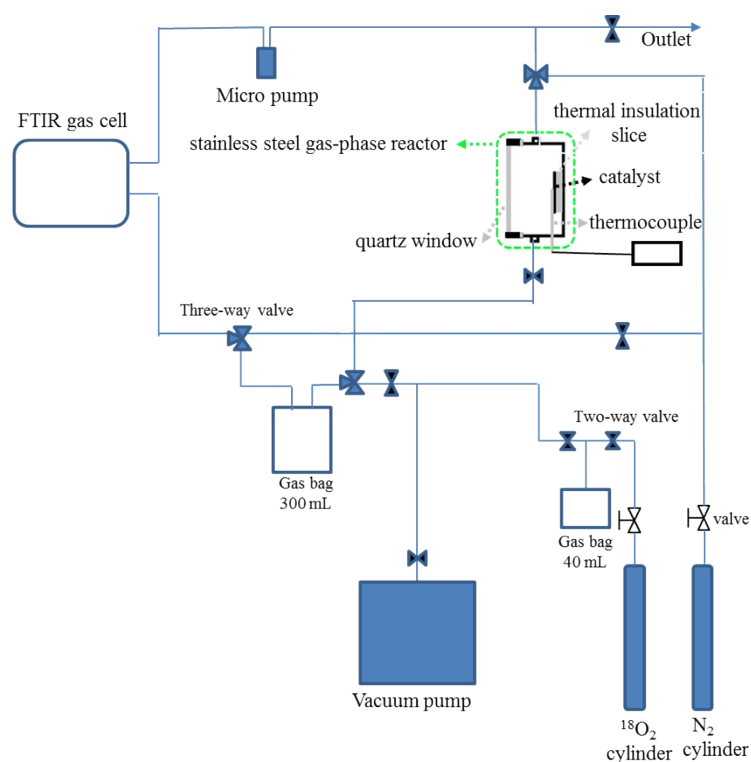 Outlet
Micro pump
FTIR gas cell
thermal insulation
slice
stainless steel gas-phase reactor
catalyst
thermocouple
quartz window
Three-way valve
Two-way valve
Gas bag
300 mL
Gas bag
40 mL
valve
Vacuum pump
¹⁸O₂
cylinder
N₂
cylinder